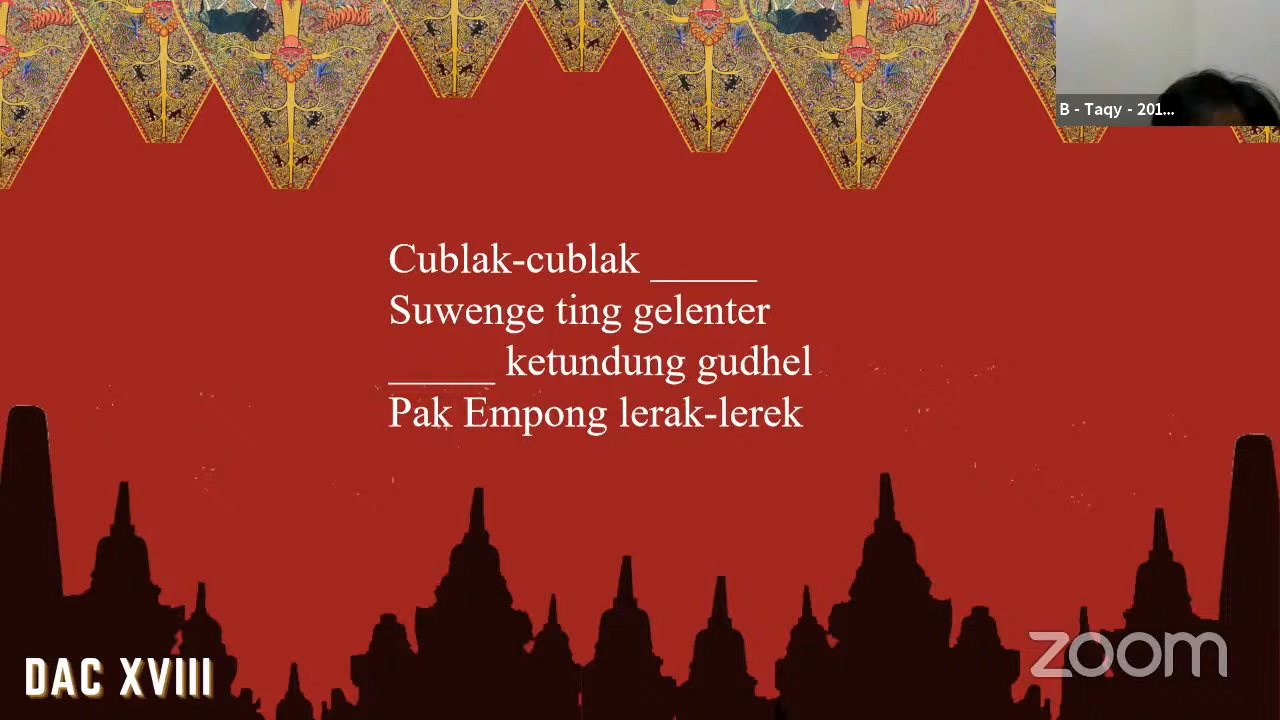 B - Taqy - 201...
Cublak-cublak _____
Suwenge ting gelenter
_____ ketundung gudhel
Pak Empong lerak-lerek
DAC XVIII
zoom